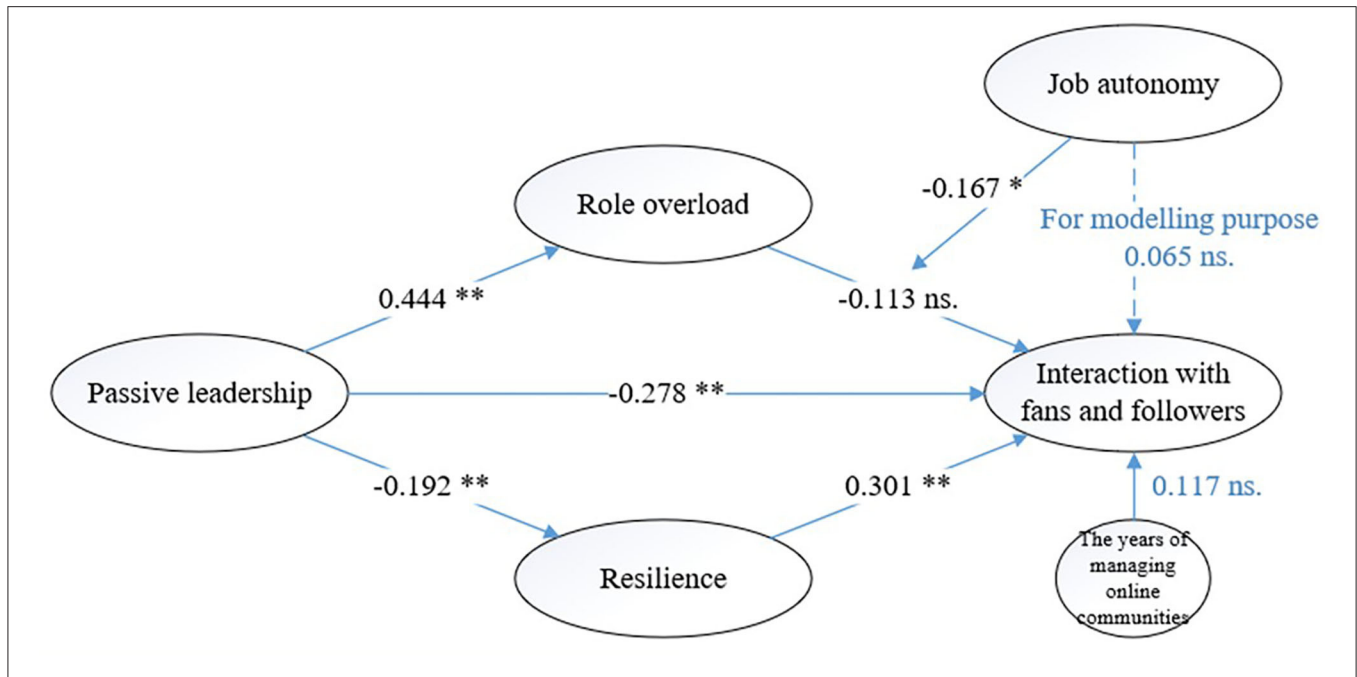 Job autonomy
-0.167 *
Role overload
For modelling purpose
0.065 ns.
0.444 **
-0.113 ns.
Passive leadership
-0.278 **
Interaction with
fans and followers
-0.192 **
0.301 **
0.117 ns.
Resilience
The years of
managing
online
communities